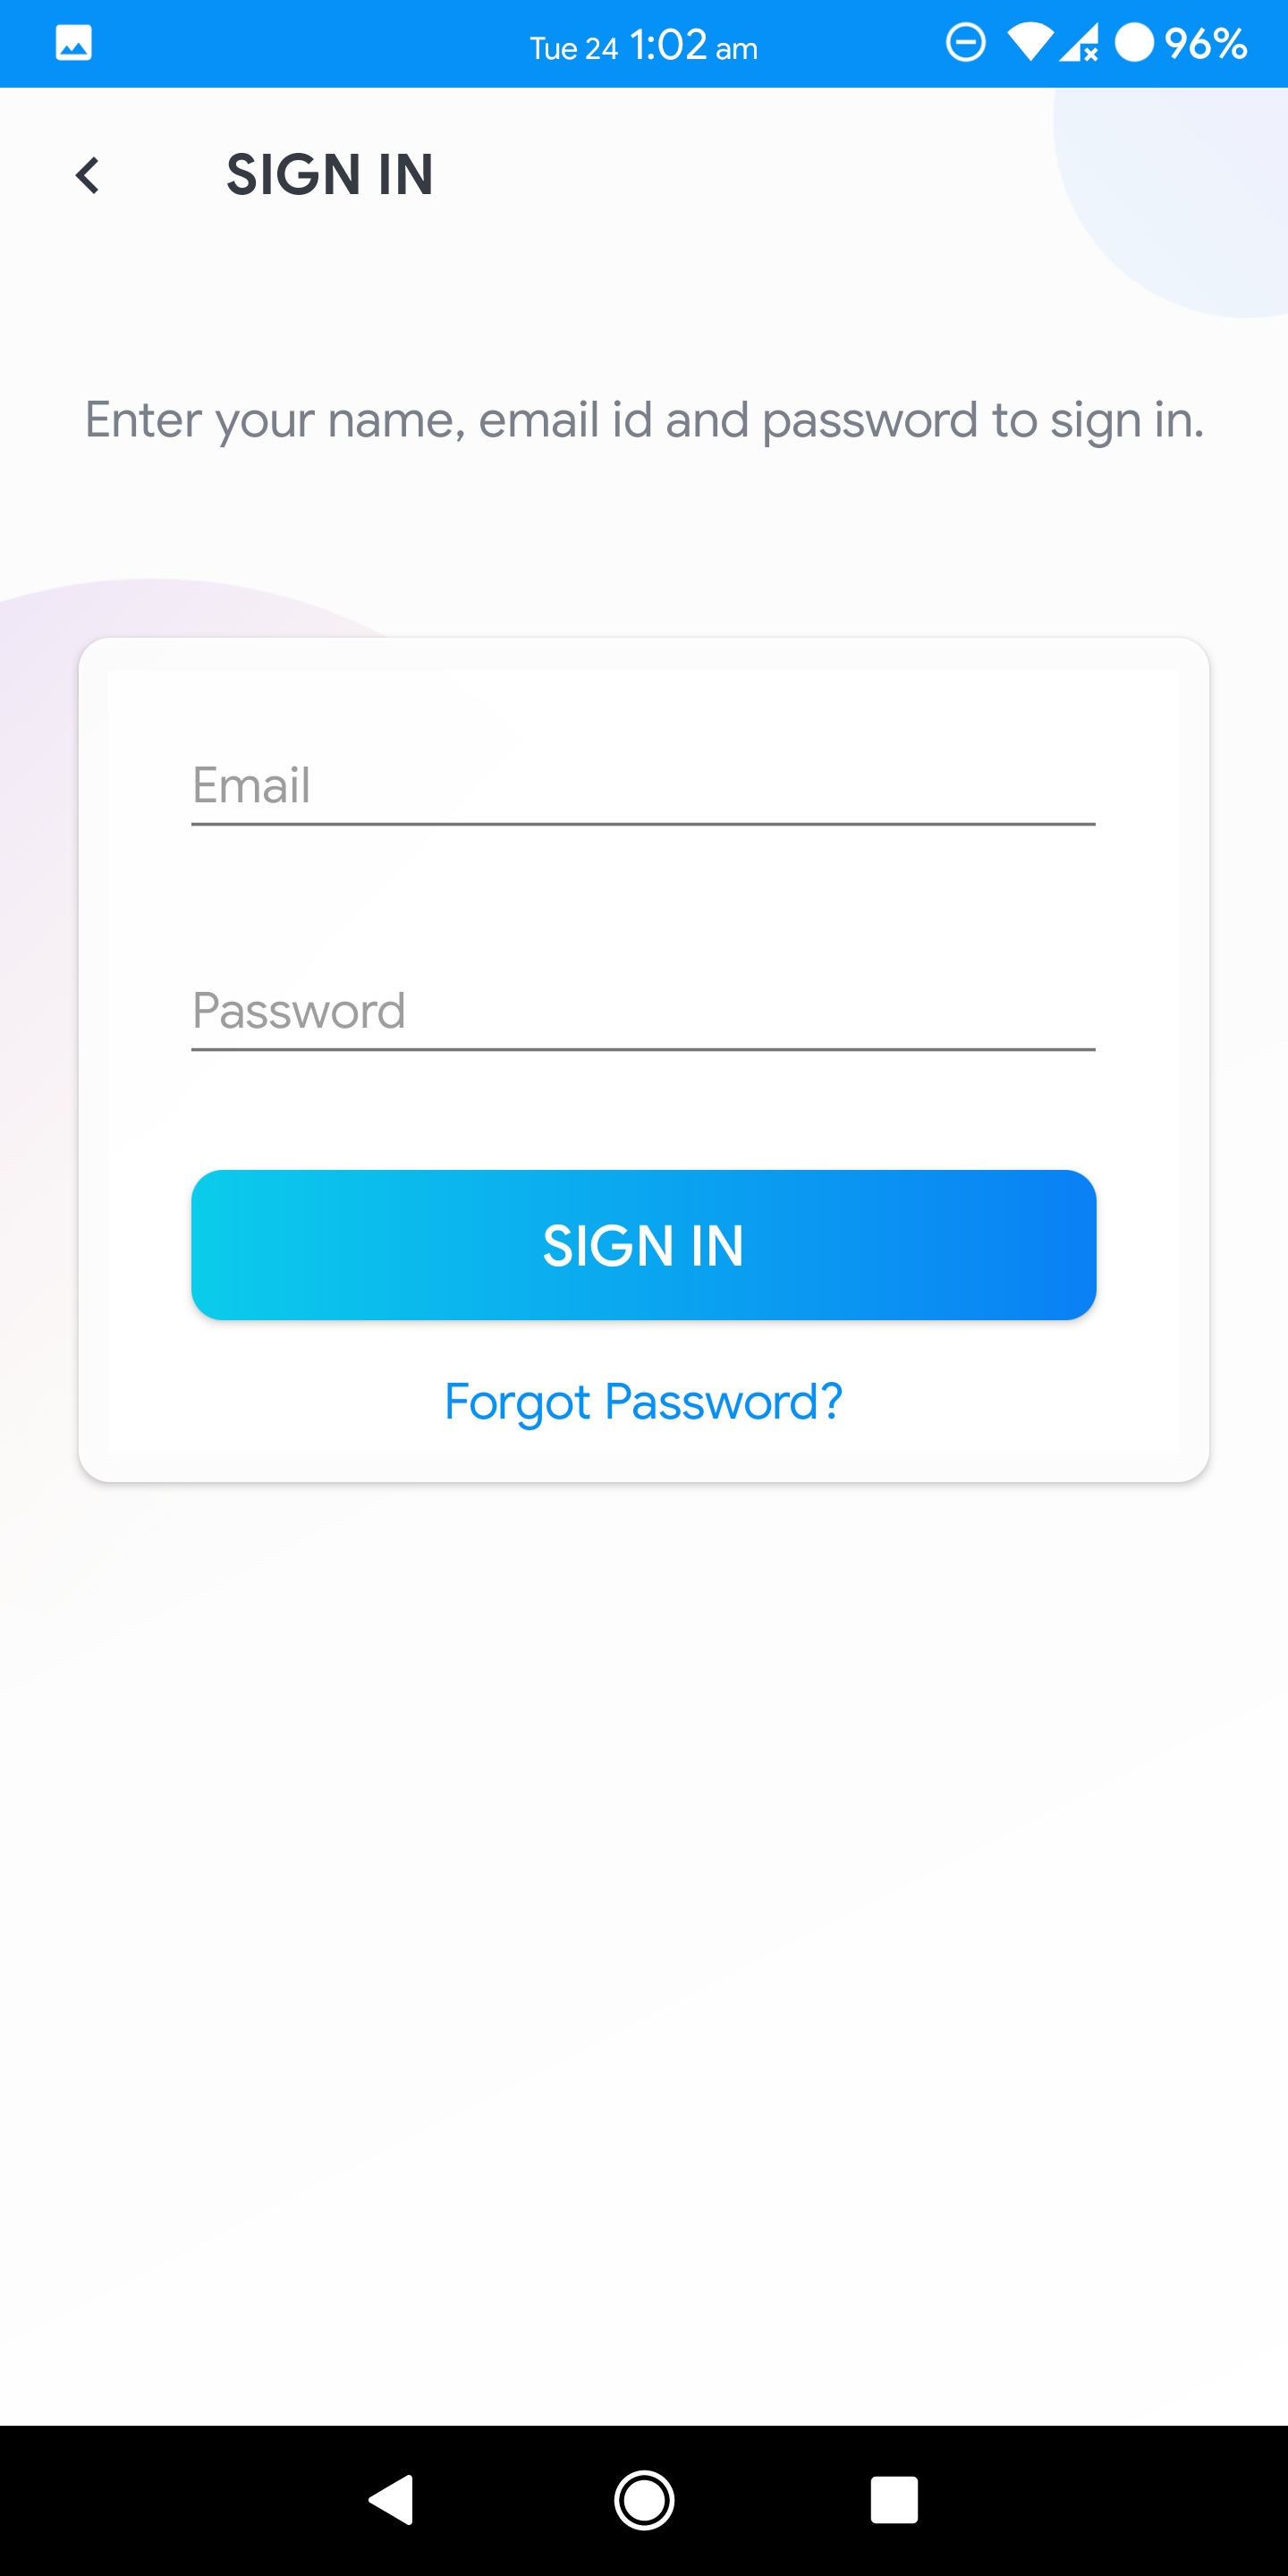 Tue 24 1:02 am 96%
SIGN IN
Enter your name, email id and password to sign in.
Email
Password
SIGN IN
Forgot Password?